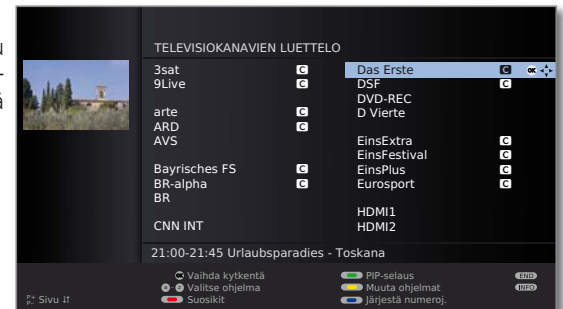 TELEVISIOKANAVIEN LUETTELO
3sat C
9Live C
arte C
ARD C
AVS
Bayrisches FS C
BR-alpha C
BR
CNN INT
Das Erste C OK
DSF C
DVD-REC
D Vierte
EinsExtra C
EinsFestival C
EinsPlus C
Eurosport C
HDMI1
HDMI2
21:00-21:45 Urlaubsparadies - Toskana
P+ P- Sivu
OK Vaihda kytkentä
Valitse ohjelma
Suosikit
PIP-selaus
Muuta ohjelmat
Järjestä numeroj.
END
INFO